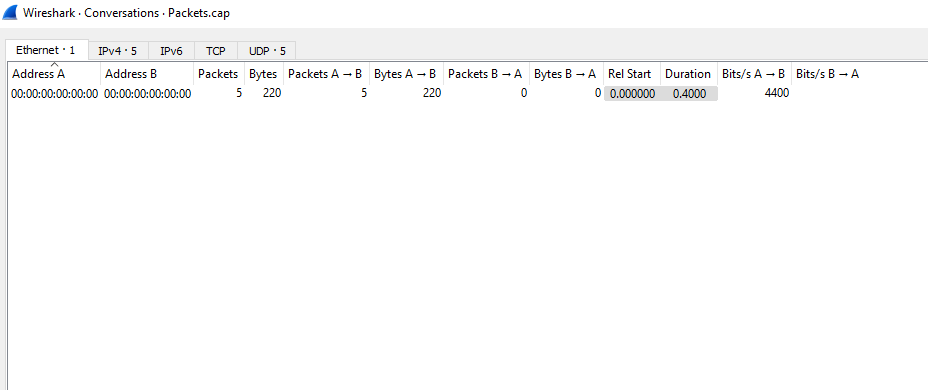 Wireshark · Conversations · Packets.cap
Ethernet · 1 IPv4 · 5 IPv6 TCP UDP · 5
Address A Address B Packets Bytes Packets A → B Bytes A → B Packets B → A Bytes B → A Rel Start Duration Bits/s A → B Bits/s B → A
00:00:00:00:00:00 00:00:00:00:00:00 5 220 5 220 0 0 0.000000 0.4000 4400